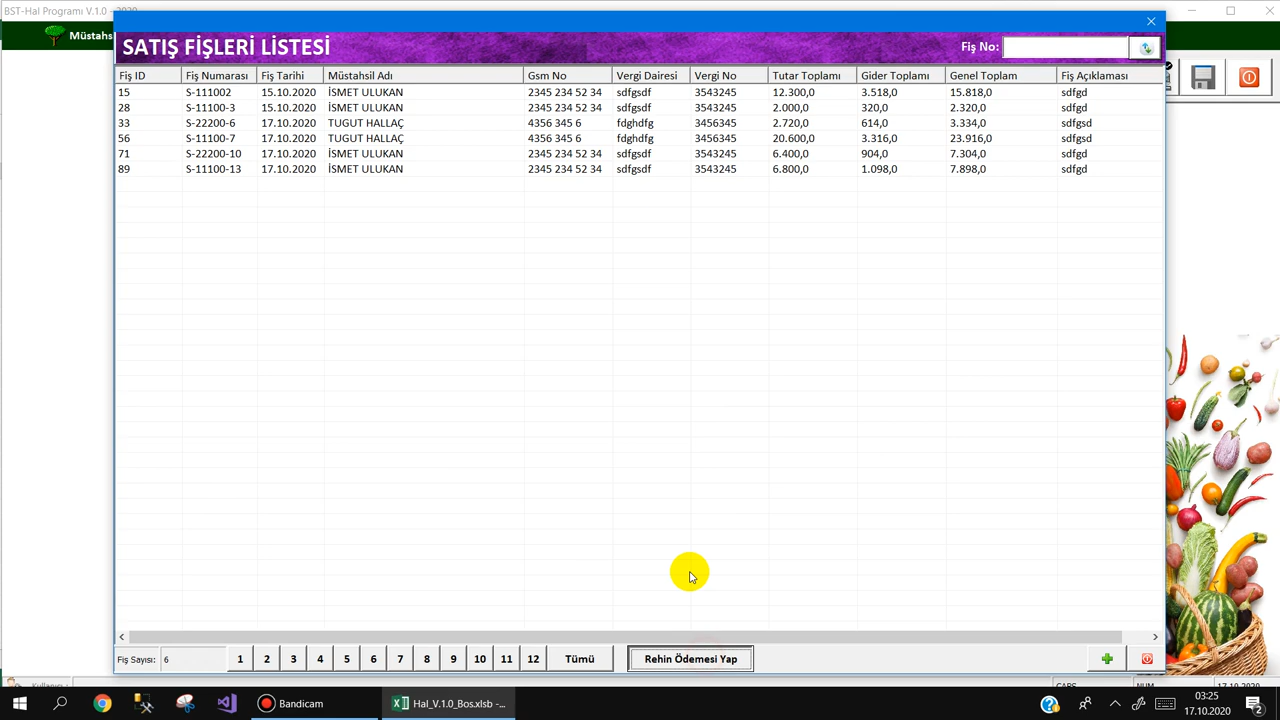 BST-Hal Programı V.1.0 - 2020
Müstahs
SATIŞ FİŞLERİ LİSTESİ
Fiş No:
Fiş ID Fiş Numarası Fiş Tarihi Müstahsil Adı Gsm No Vergi Dairesi Vergi No Tutar Toplamı Gider Toplamı Genel Toplam Fiş Açıklaması
15 S-111002 15.10.2020 İSMET ULUKAN 2345 234 52 34 sdfgsdf 3543245 12.300,0 3.518,0 15.818,0 sdfgd
28 S-11100-3 15.10.2020 İSMET ULUKAN 2345 234 52 34 sdfgsdf 3543245 2.000,0 320,0 2.320,0 sdfgd
33 S-22200-6 17.10.2020 TUGUT HALLAÇ 4356 345 6 fdghdfg 3456345 2.720,0 614,0 3.334,0 sdfgsd
56 S-11100-7 17.10.2020 TUGUT HALLAÇ 4356 345 6 fdghdfg 3456345 20.600,0 3.316,0 23.916,0 sdfgsd
71 S-22200-10 17.10.2020 İSMET ULUKAN 2345 234 52 34 sdfgsdf 3543245 6.400,0 904,0 7.304,0 sdfgd
89 S-11100-13 17.10.2020 İSMET ULUKAN 2345 234 52 34 sdfgsdf 3543245 6.800,0 1.098,0 7.898,0 sdfgd
Fiş Sayısı: 6 1 2 3 4 5 6 7 8 9 10 11 12 Tümü Rehin Ödemesi Yap
Bandicam Hal_V.1.0_Bos.xlsb -...
03:25
17.10.2020
2